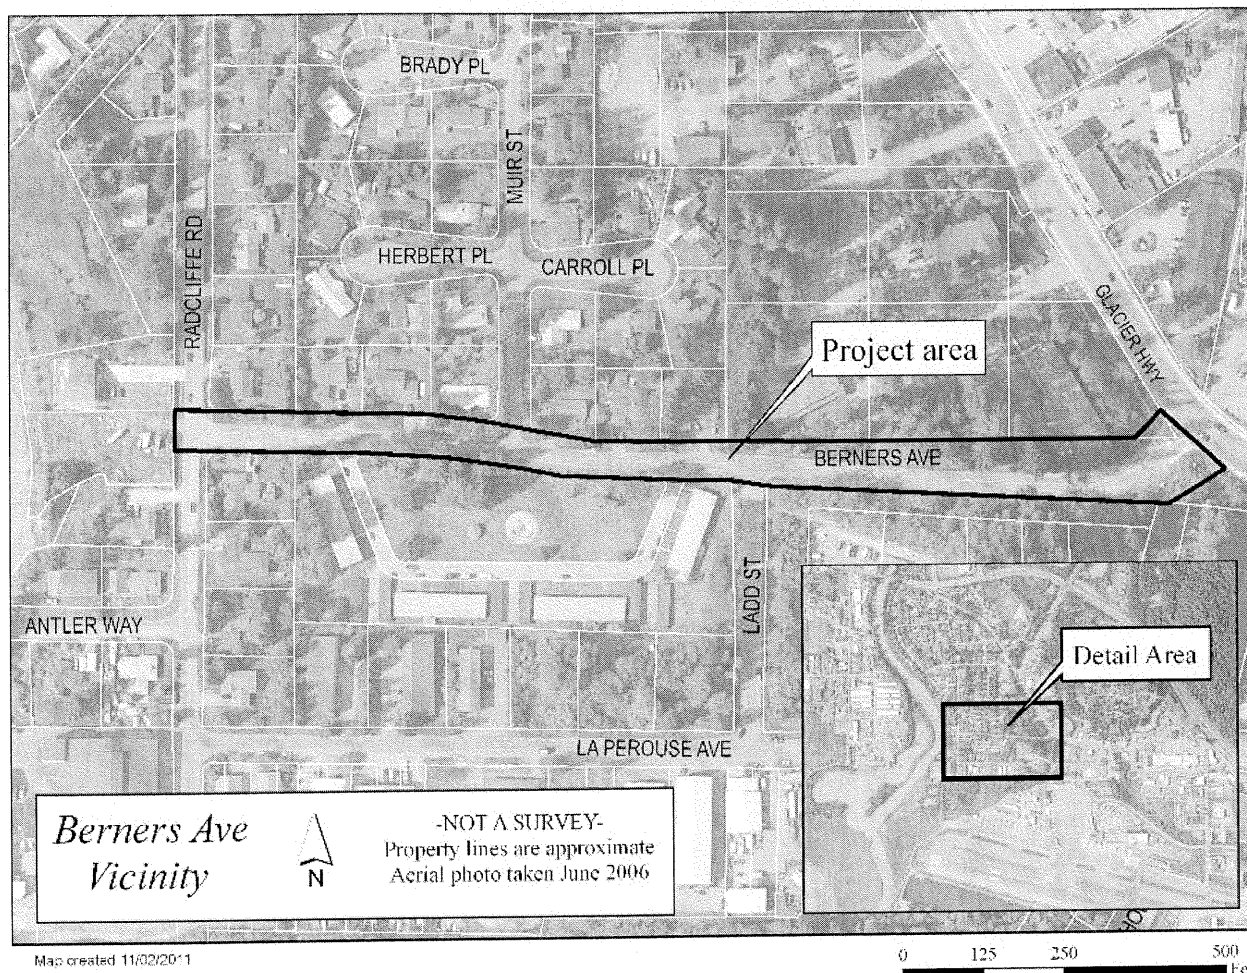 BRADY PL
MUIR ST
RADCLIFFE RD
HERBERT PL
CARROLL PL
GLACIER HWY
Project area
BERNERS AVE
LADD ST
ANTLER WAY
Detail Area
LA PEROUSE AVE
Berners Ave
Vicinity
N
-NOT A SURVEY-
Property lines are approximate
Aerial photo taken June 2006
Map created 11/02/2011
0 125 250 500